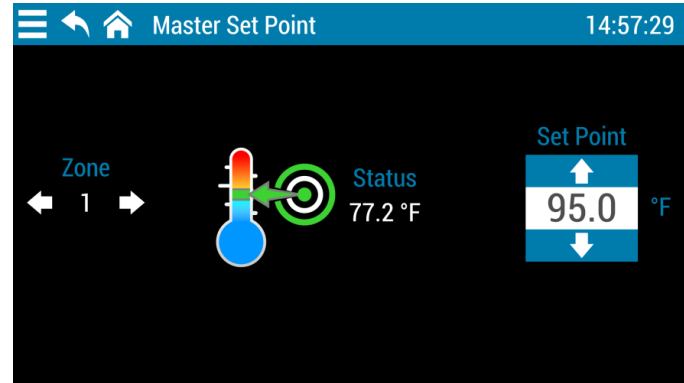 Master Set Point
14:57:29
Zone
1
Status
77.2 °F
Set Point
95.0 °F